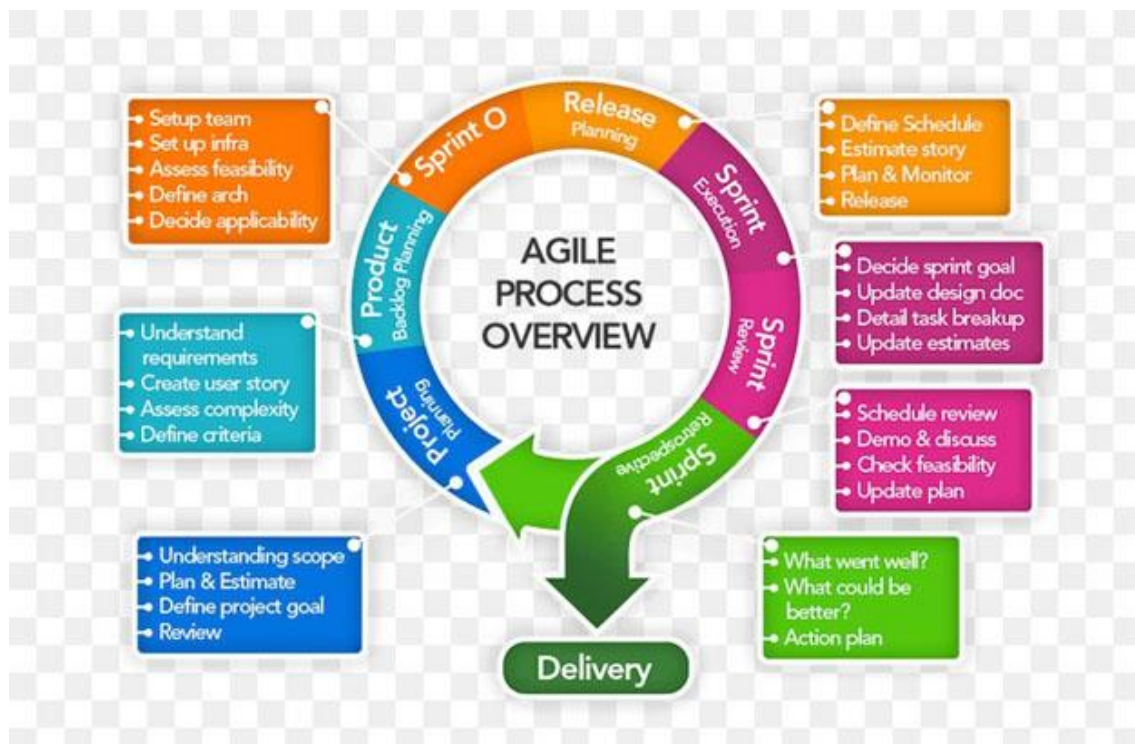 AGILE
PROCESS
OVERVIEW
Sprint O
Release
Planning
Sprint
Execution
Sprint
Review
Sprint
Retrospective
Project
Planning
Product
Backlog Planning
Setup team
Set up infra
Assess feasibility
Define arch
Decide applicability
Define Schedule
Estimate story
Plan & Monitor
Release
Decide sprint goal
Update design doc
Detail task breakup
Update estimates
Understand
requirements
Create user story
Assess complexity
Define criteria
Schedule review
Demo & discuss
Check feasibility
Update plan
Understanding scope
Plan & Estimate
Define project goal
Review
What went well?
What could be
better?
Action plan
Delivery